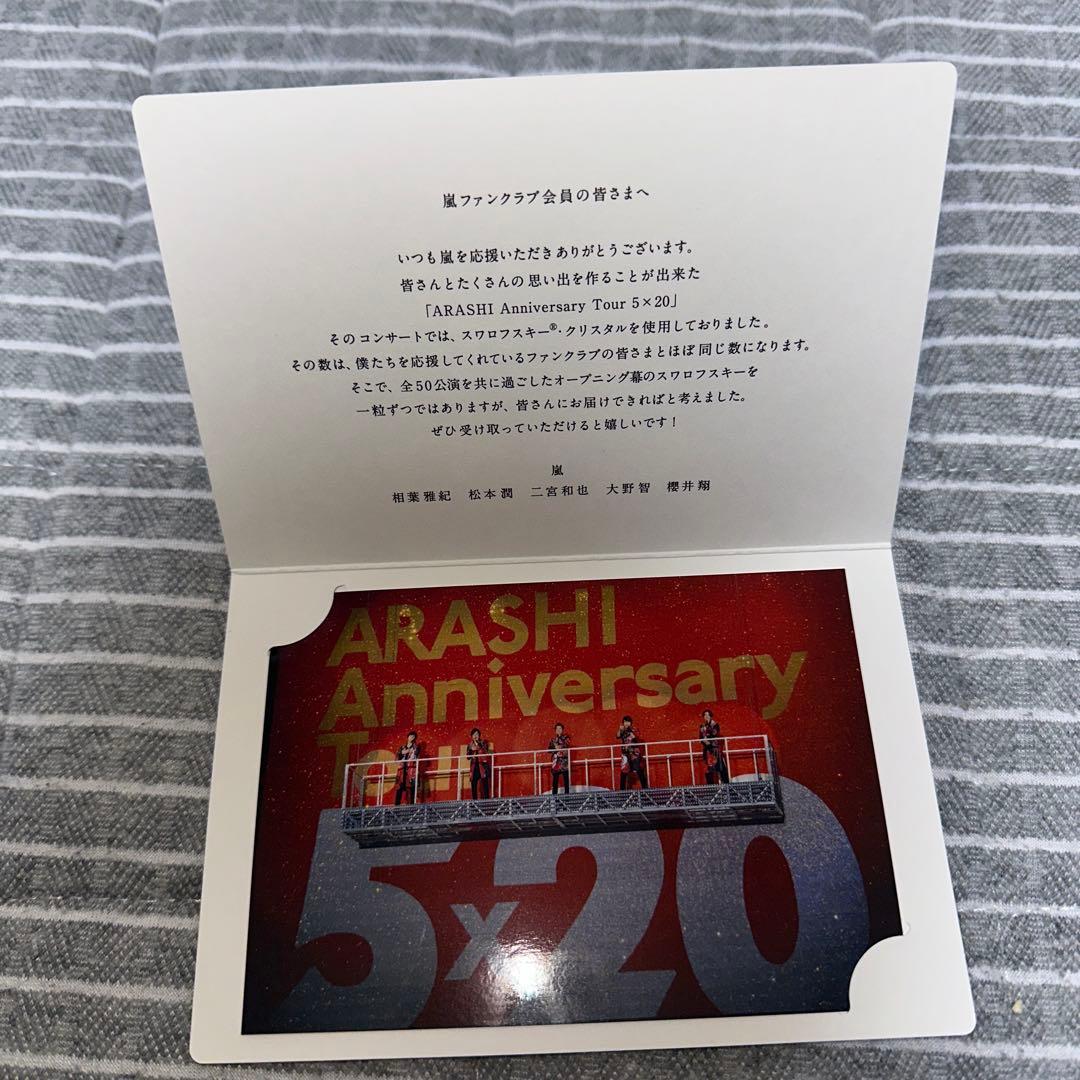 嵐ファンクラブ会員の皆さまへ
いつも嵐を応援いただきありがとうございます。
皆さんとたくさんの思い出を作ることが出来た
「ARASHI Anniversary Tour 5×20」
そのコンサートでは、スワロフスキー®・クリスタルを使用しておりました。
その数は、僕たちを応援してくれているファンクラブの皆さまとほぼ同じ数になります。
そこで、全50公演を共に過ごしたオープニング幕のスワロフスキーを
一粒ずつではありますが、皆さんにお届けできればと考えました。
ぜひ受け取っていただけると嬉しいです！
嵐
相葉雅紀 松本潤 二宮和也 大野智 櫻井翔
ARASHI
Anniversary
Tour
5×20